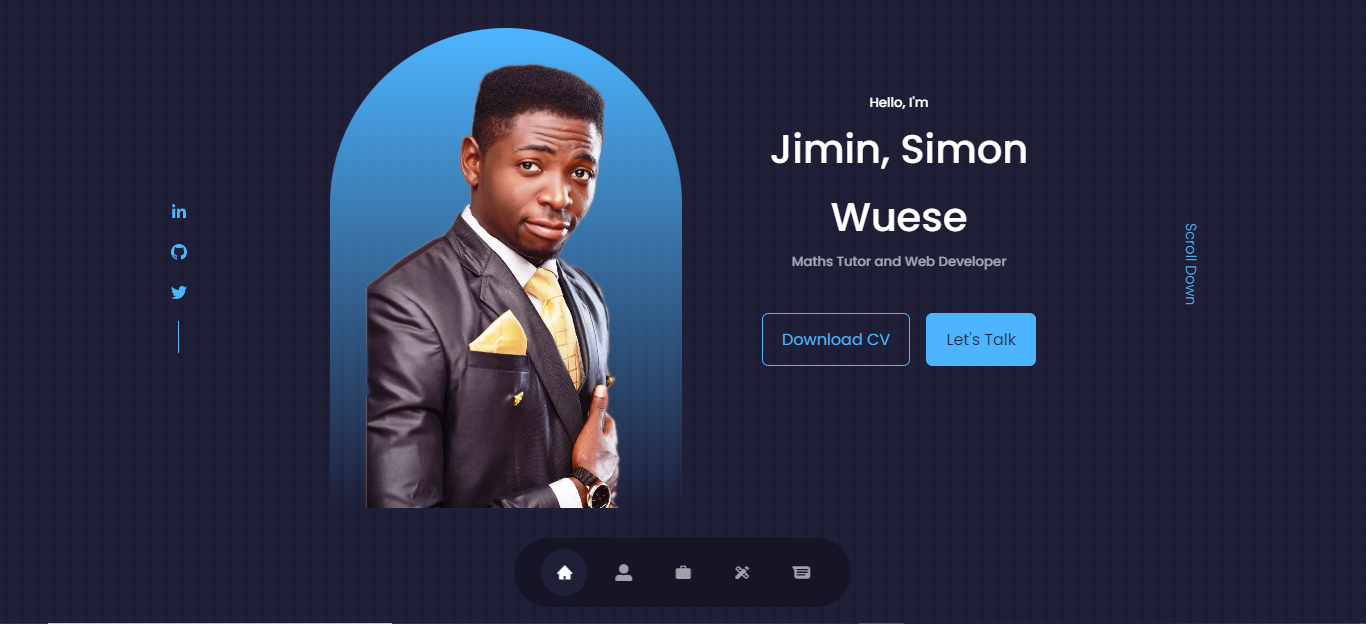 Hello, I'm
Jimin, Simon
Wuese
Maths Tutor and Web Developer
Download CV
Let's Talk
Scroll Down